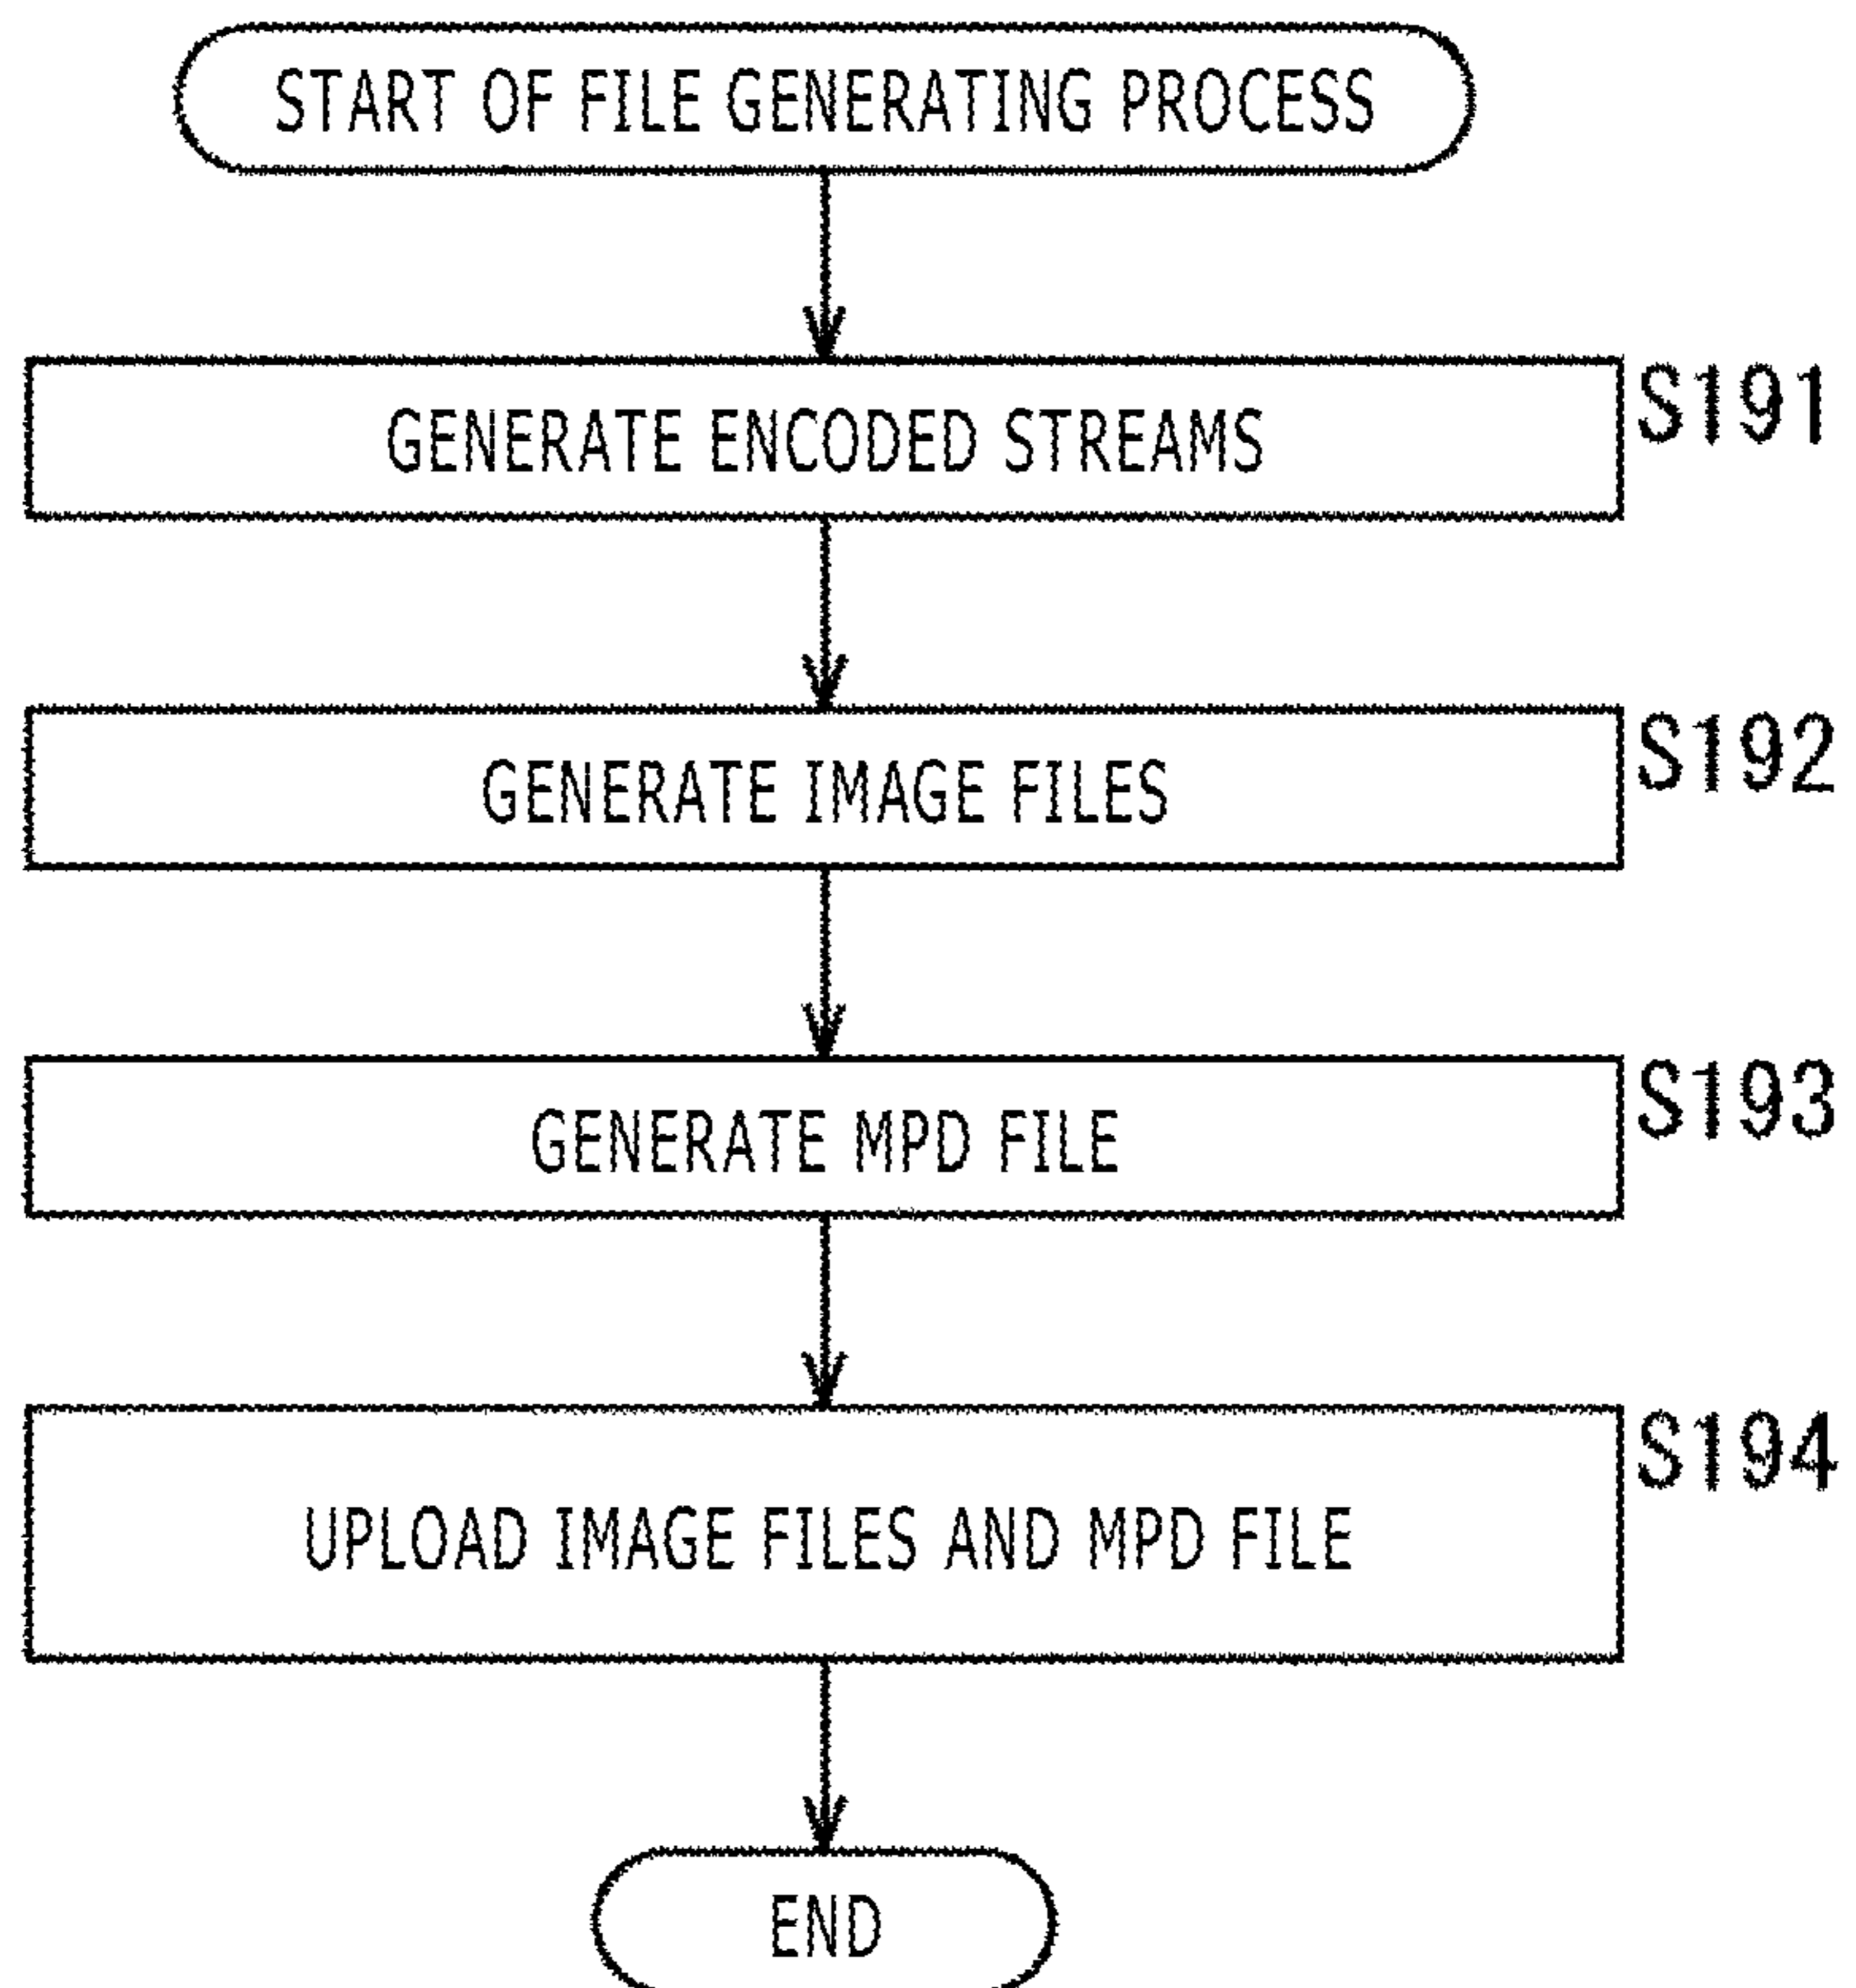 START OF FILE GENERATING PROCESS
GENERATE ENCODED STREAMS
S191
GENERATE IMAGE FILES
S192
GENERATE MPD FILE
S193
UPLOAD IMAGE FILES AND MPD FILE
S194
END